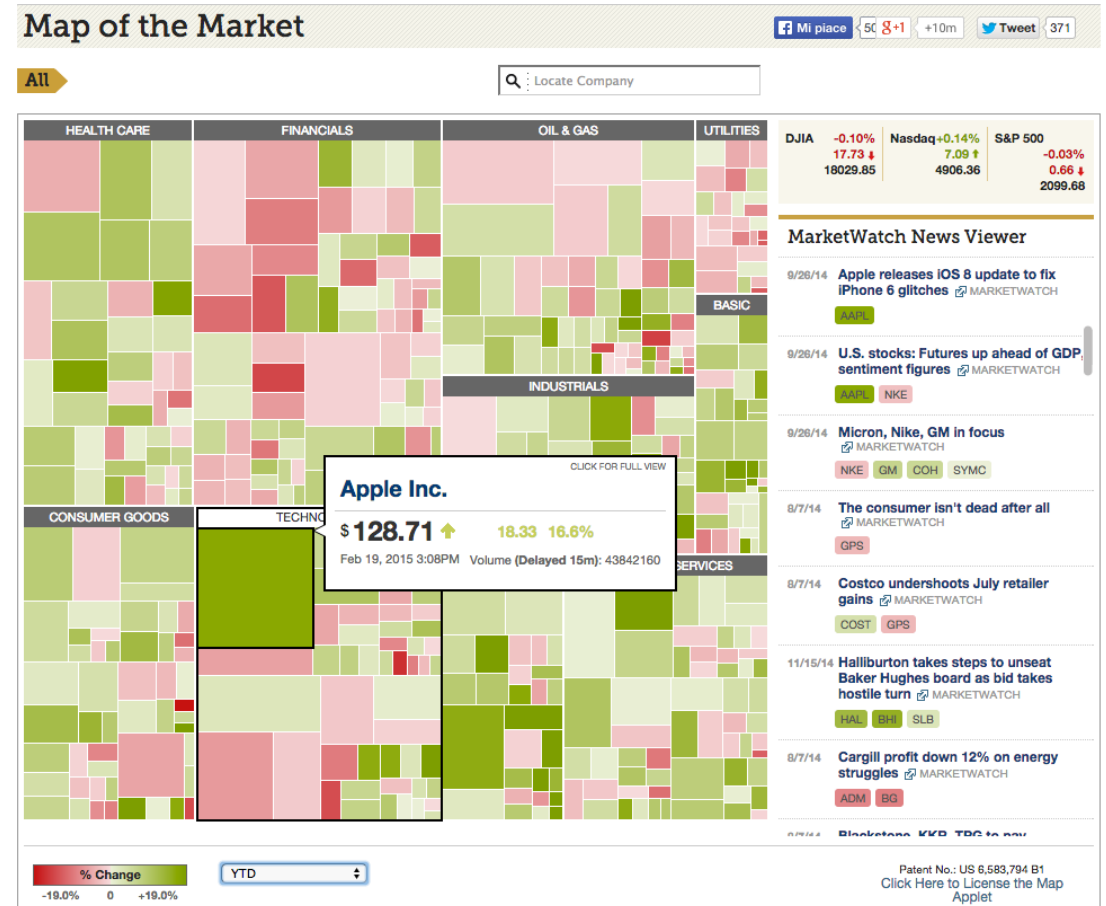 Map of the Market
Mi piace 50 +1 +10m Tweet 371
All
Locate Company
HEALTH CARE
FINANCIALS
OIL & GAS
UTILITIES
BASIC
INDUSTRIALS
CONSUMER GOODS
TECHNO
SERVICES
CLICK FOR FULL VIEW
Apple Inc.
$128.71 18.33 16.6%
Feb 19, 2015 3:08PM Volume (Delayed 15m): 43842160
DJIA -0.10%
17.73
18029.85
Nasdaq +0.14%
7.09
4906.36
S&P 500
-0.03%
0.66
2099.68
MarketWatch News Viewer
9/26/14 Apple releases iOS 8 update to fix
iPhone 6 glitches MARKETWATCH
AAPL
9/26/14 U.S. stocks: Futures up ahead of GDP,
sentiment figures MARKETWATCH
AAPL NKE
9/26/14 Micron, Nike, GM in focus
MARKETWATCH
NKE GM COH SYMC
8/7/14 The consumer isn't dead after all
MARKETWATCH
GPS
8/7/14 Costco undershoots July retailer
gains MARKETWATCH
COST GPS
11/15/14 Halliburton takes steps to unseat
Baker Hughes board as bid takes
hostile turn MARKETWATCH
HAL BHI SLB
8/7/14 Cargill profit down 12% on energy
struggles MARKETWATCH
ADM BG
8/7/14 Blackstone, KKR, TPG to pay
% Change
-19.0% 0 +19.0%
YTD
Patent No.: US 6,583,794 B1
Click Here to License the Map
Applet